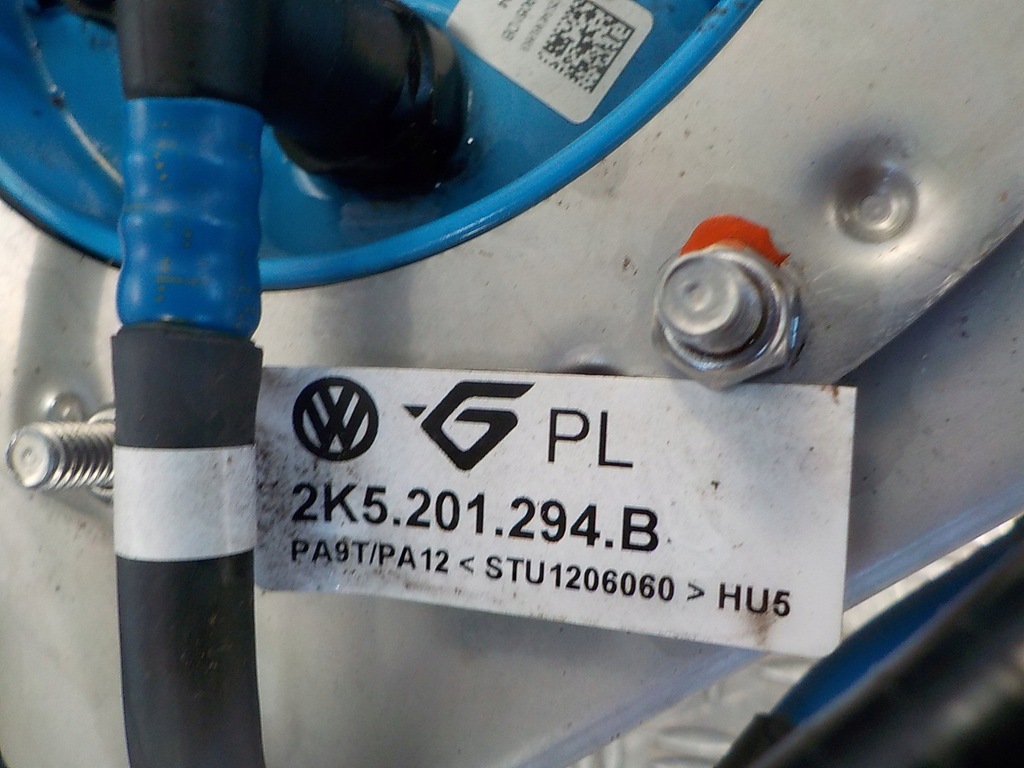 PL
2K5.201.294.B
PA9T/PA12 < STU1206060 > HU5